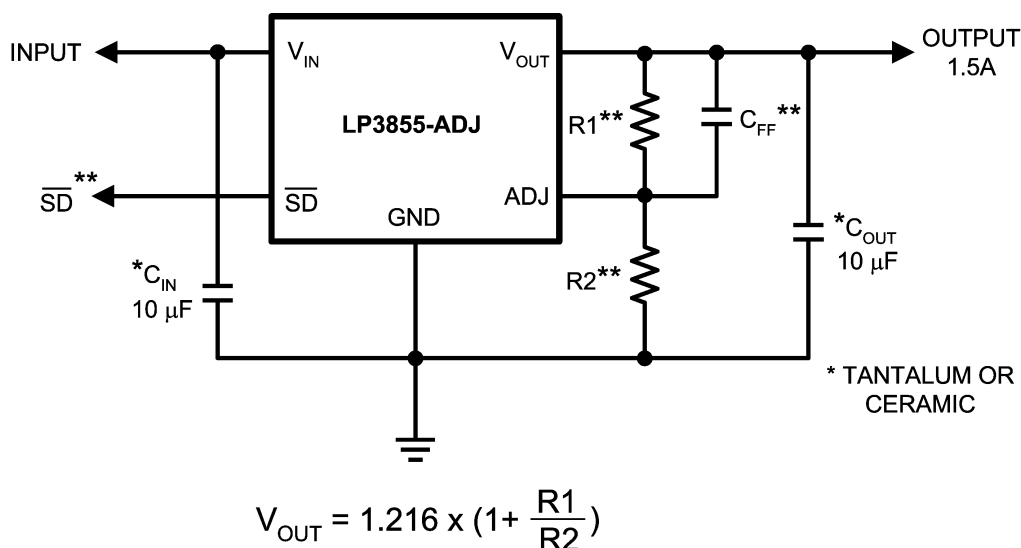 INPUT
V_IN
V_OUT
OUTPUT
1.5A
LP3855-ADJ
R1**
C_FF**
SD**
SD
ADJ
GND
*C_IN
10 µF
R2**
*C_OUT
10 µF
* TANTALUM OR
CERAMIC
V_OUT = 1.216 x (1+ R1/R2)